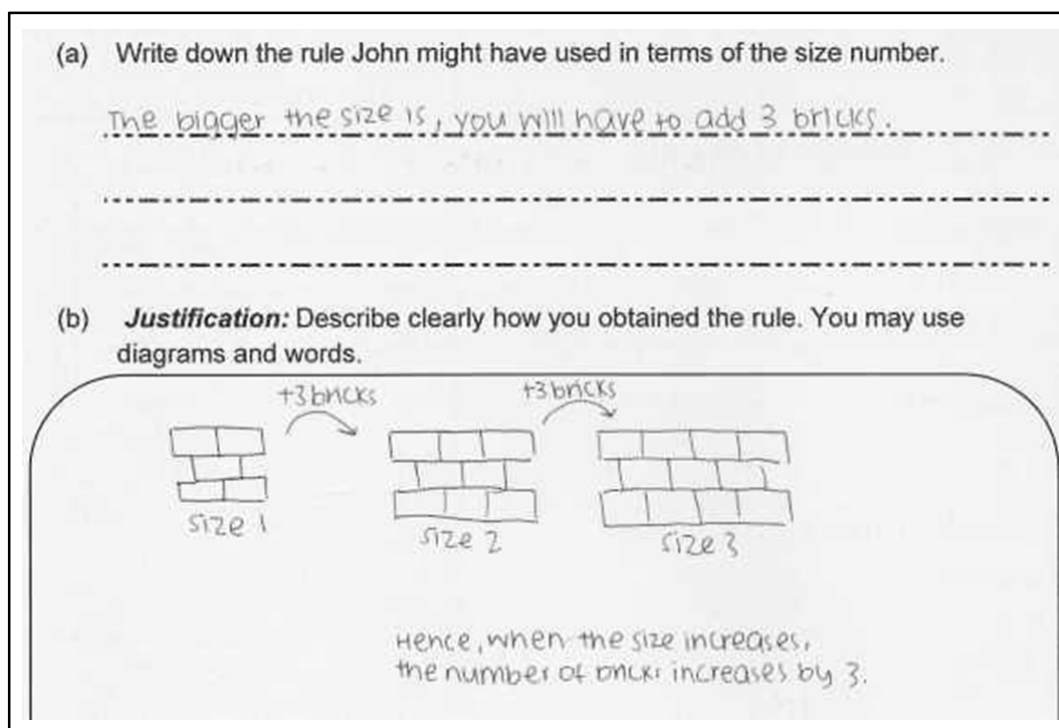 (a) Write down the rule John might have used in terms of the size number.
The bigger the size is, you will have to add 3 bricks.
(b) Justification: Describe clearly how you obtained the rule. You may use
diagrams and words.
+3 bricks +3 bricks
size 1 size 2 size 3
Hence, when the size increases,
the number of bricks increases by 3.